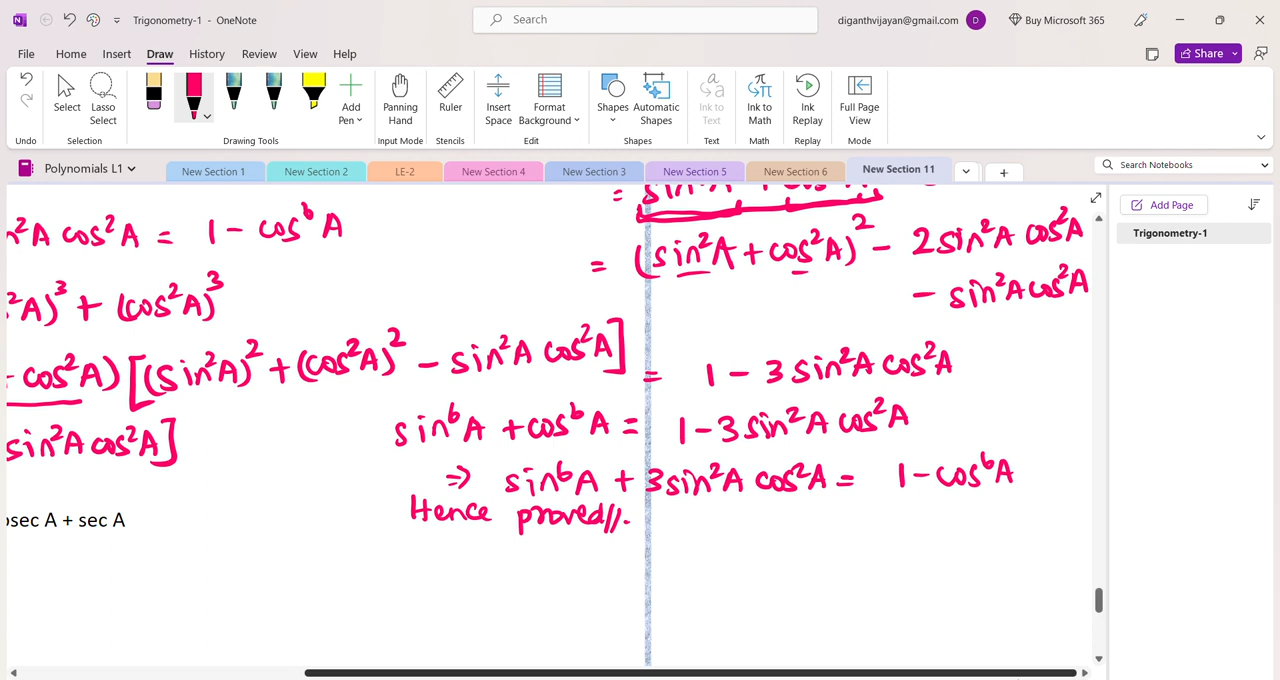 Trigonometry-1 - OneNote
Search
diganthvijayan@gmail.com D
Buy Microsoft 365
File Home Insert Draw History Review View Help
Share
Select
Lasso Select
Add Pen
Panning Hand
Ruler
Insert Space
Format Background
Shapes
Automatic Shapes
Ink to Text
Ink to Math
Ink Replay
Full Page View
Undo Selection Drawing Tools Input Mode Stencils Edit Shapes Text Math Replay Mode
Polynomials L1
New Section 1 New Section 2 LE-2 New Section 4 New Section 3 New Section 5 New Section 6 New Section 11 +
Search Notebooks
Add Page
Trigonometry-1
n²A cos²A = 1 - cos⁶A
²A)³ + (cos²A)³
cos²A) [(sin²A)² + (cos²A)² - sin²A cos²A]
sin²A cos²A]
osec A + sec A
=
= (sin²A + cos²A)² - 2sin²A cos²A
- sin²A cos²A
= 1 - 3 sin²A cos²A
sin⁶A + cos⁶A = 1 - 3 sin²A cos²A
⇒ sin⁶A + 3sin²A cos²A = 1 - cos⁶A
Hence proved//.